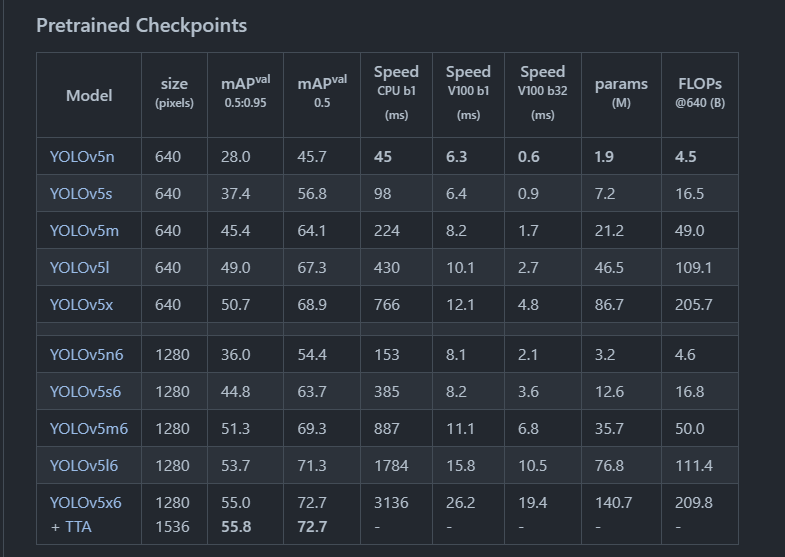 Pretrained Checkpoints
Model size (pixels) mAPval 0.5:0.95 mAPval 0.5 Speed CPU b1 (ms) Speed V100 b1 (ms) Speed V100 b32 (ms) params (M) FLOPs @640 (B)
YOLOv5n 640 28.0 45.7 45 6.3 0.6 1.9 4.5
YOLOv5s 640 37.4 56.8 98 6.4 0.9 7.2 16.5
YOLOv5m 640 45.4 64.1 224 8.2 1.7 21.2 49.0
YOLOv5l 640 49.0 67.3 430 10.1 2.7 46.5 109.1
YOLOv5x 640 50.7 68.9 766 12.1 4.8 86.7 205.7
YOLOv5n6 1280 36.0 54.4 153 8.1 2.1 3.2 4.6
YOLOv5s6 1280 44.8 63.7 385 8.2 3.6 12.6 16.8
YOLOv5m6 1280 51.3 69.3 887 11.1 6.8 35.7 50.0
YOLOv5l6 1280 53.7 71.3 1784 15.8 10.5 76.8 111.4
YOLOv5x6 1280 55.0 72.7 3136 26.2 19.4 140.7 209.8
+ TTA 1536 55.8 72.7 - - - - -